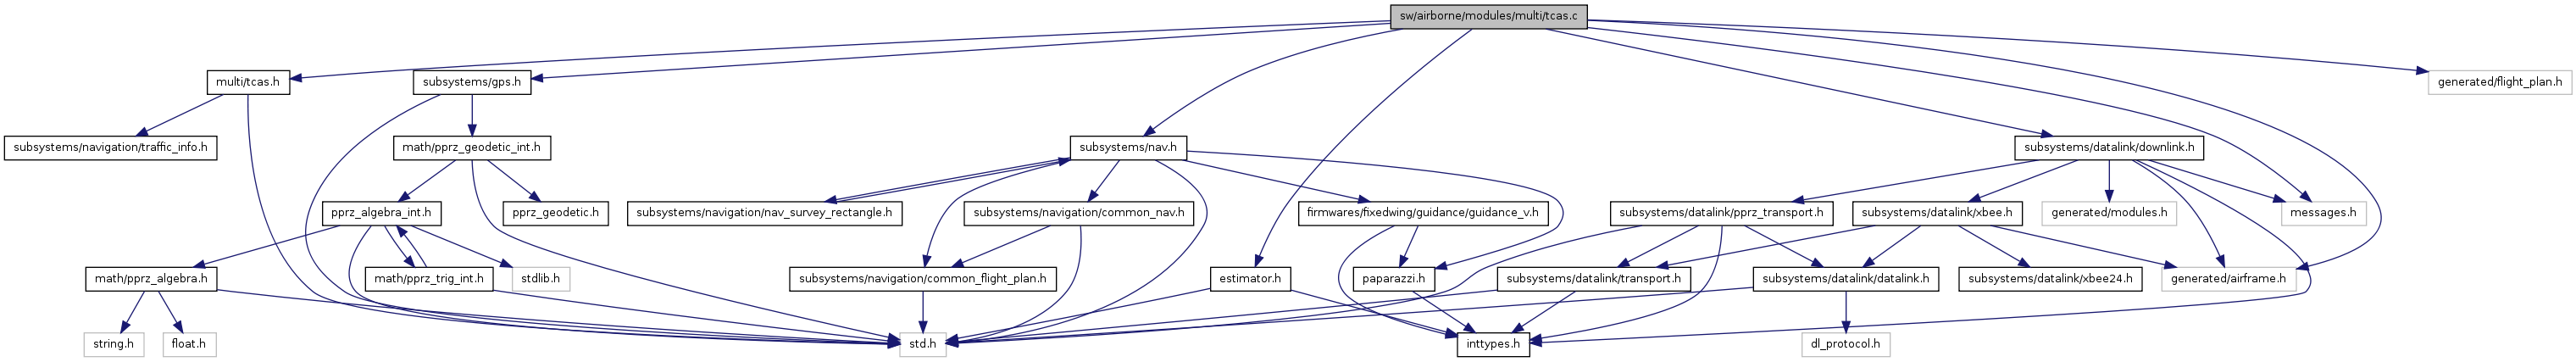 sw/airborne/modules/multi/tcas.c
multi/tcas.h
subsystems/gps.h
generated/flight_plan.h
subsystems/navigation/traffic_info.h
math/pprz_geodetic_int.h
subsystems/nav.h
subsystems/datalink/downlink.h
pprz_algebra_int.h
pprz_geodetic.h
subsystems/navigation/nav_survey_rectangle.h
subsystems/navigation/common_nav.h
firmwares/fixedwing/guidance/guidance_v.h
subsystems/datalink/pprz_transport.h
subsystems/datalink/xbee.h
generated/modules.h
messages.h
math/pprz_algebra.h
math/pprz_trig_int.h
stdlib.h
subsystems/navigation/common_flight_plan.h
estimator.h
paparazzi.h
subsystems/datalink/transport.h
subsystems/datalink/datalink.h
subsystems/datalink/xbee24.h
generated/airframe.h
string.h
float.h
std.h
inttypes.h
dl_protocol.h